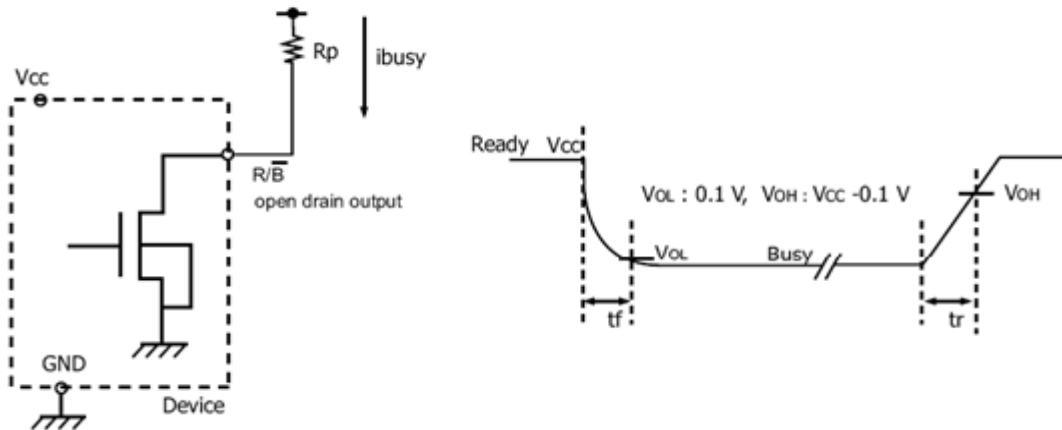 Rp
ibusy
Vcc
R/B̅
open drain output
GND
Device
Ready Vcc
VOL : 0.1 V, VOH : VCC -0.1 V
VOH
VOL
Busy
tf
tr